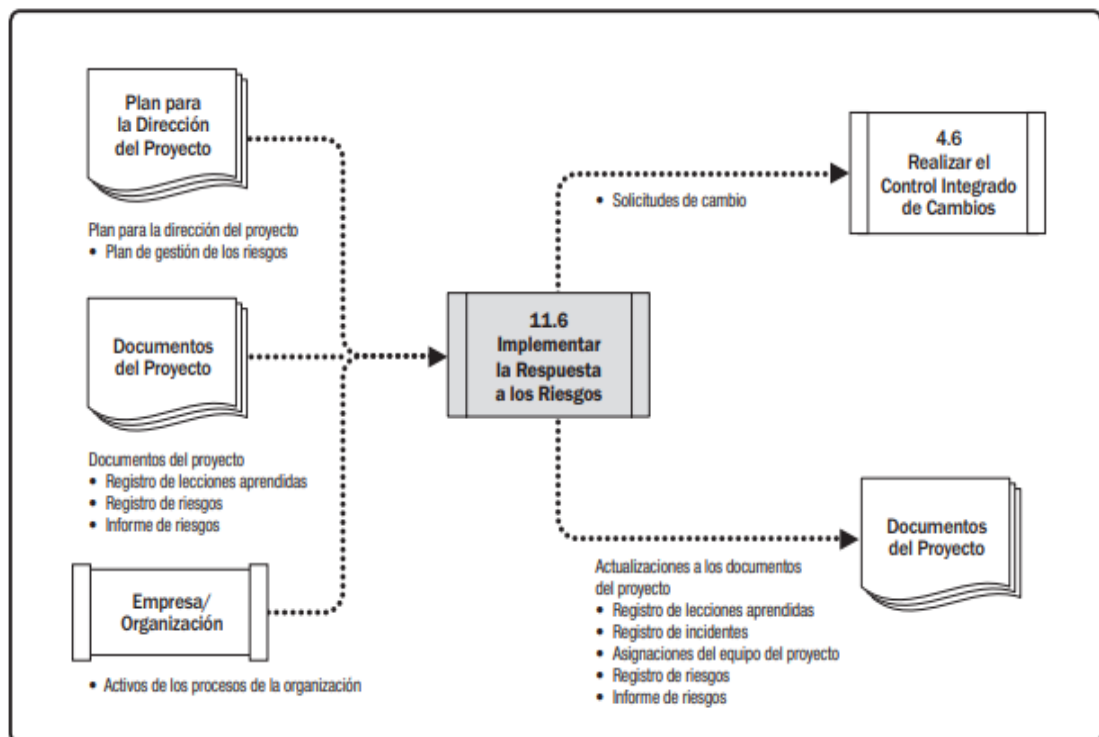 Plan para
la Dirección
del Proyecto
Plan para la dirección del proyecto
• Plan de gestión de los riesgos
Documentos
del Proyecto
Documentos del proyecto
• Registro de lecciones aprendidas
• Registro de riesgos
• Informe de riesgos
Empresa/
Organización
• Activos de los procesos de la organización
11.6
Implementar
la Respuesta
a los Riesgos
• Solicitudes de cambio
4.6
Realizar el
Control Integrado
de Cambios
Actualizaciones a los documentos
del proyecto
• Registro de lecciones aprendidas
• Registro de incidentes
• Asignaciones del equipo del proyecto
• Registro de riesgos
• Informe de riesgos
Documentos
del Proyecto